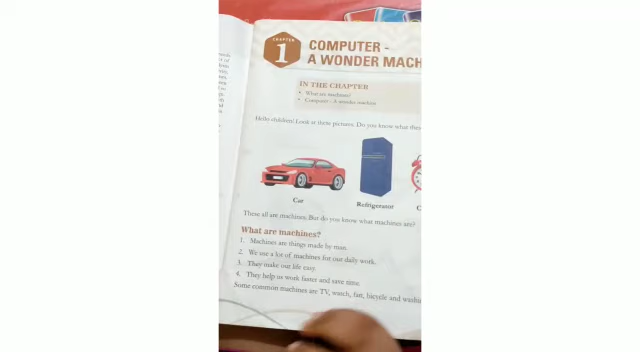 CHAPTER
1
COMPUTER -
A WONDER MACH
IN THE CHAPTER
• What are machines?
• Computer - A wonder machine
Hello children! Look at these pictures. Do you know what they
Car
Refrigerator
C
These all are machines. But do you know what machines are?
What are machines?
1. Machines are things made by man.
2. We use a lot of machines for our daily work.
3. They make our life easy.
4. They help us work faster and save time.
Some common machines are TV, watch, fan, bicycle and washi